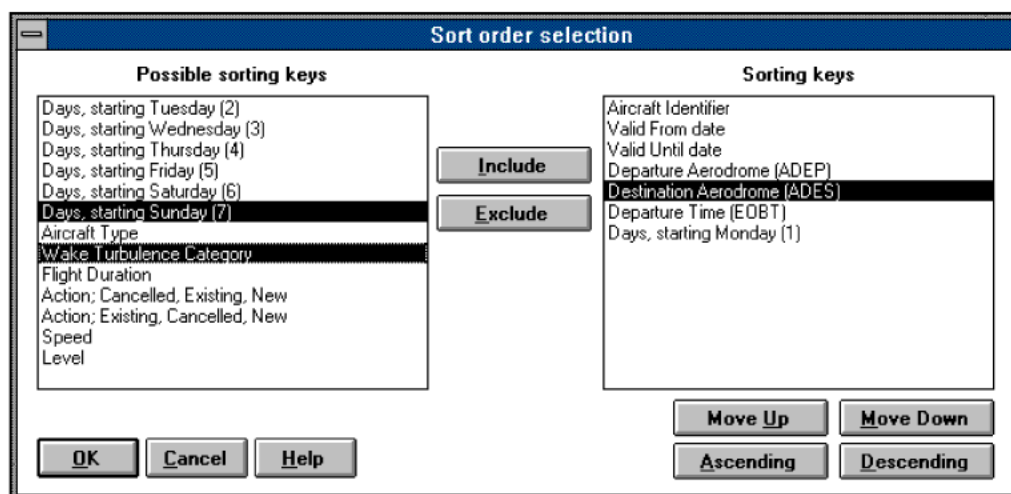 Sort order selection
Possible sorting keys
Days, starting Tuesday (2)
Days, starting Wednesday (3)
Days, starting Thursday (4)
Days, starting Friday (5)
Days, starting Saturday (6)
Days, starting Sunday (7)
Aircraft Type
Wake Turbulence Category
Flight Duration
Action; Cancelled, Existing, New
Action; Existing, Cancelled, New
Speed
Level
Include
Exclude
Sorting keys
Aircraft Identifier
Valid From date
Valid Until date
Departure Aerodrome (ADEP)
Destination Aerodrome (ADES)
Departure Time (EOBT)
Days, starting Monday (1)
Move Up
Move Down
Ascending
Descending
OK
Cancel
Help